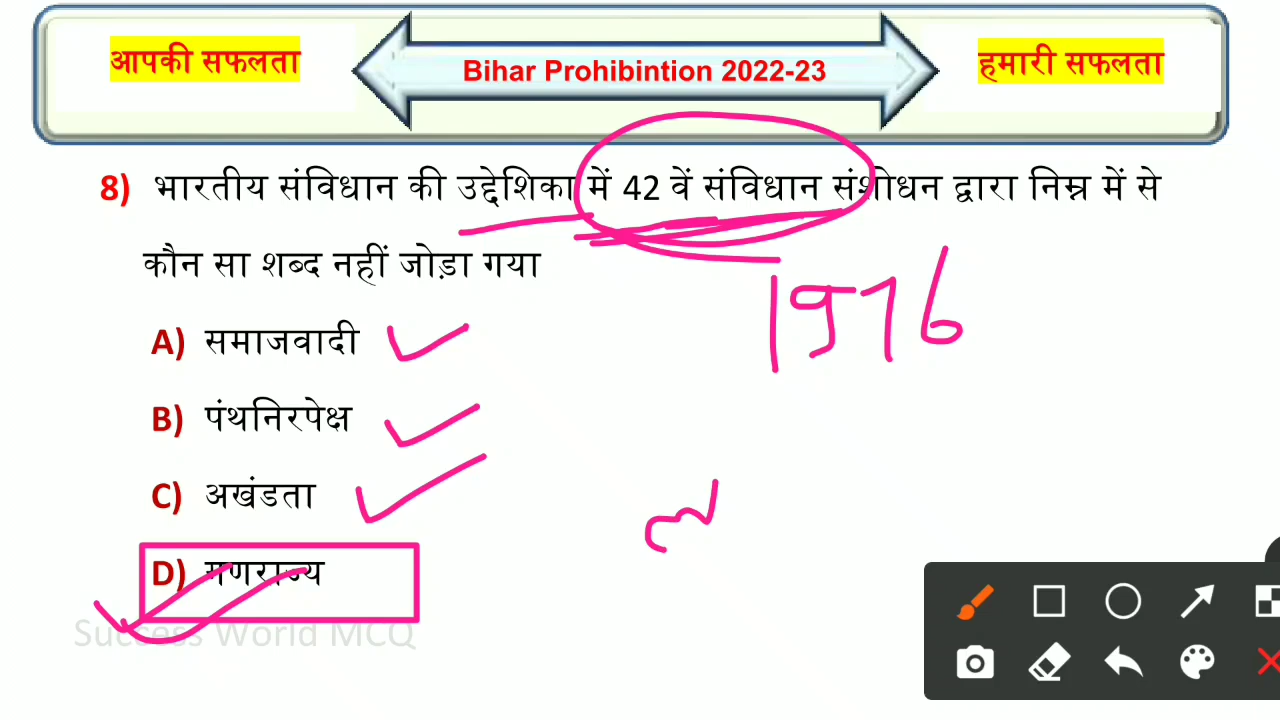 आपकी सफलता
Bihar Prohibintion 2022-23
हमारी सफलता
8) भारतीय संविधान की उद्देशिका में 42 वें संविधान संशोधन द्वारा निम्न में से
कौन सा शब्द नहीं जोड़ा गया
1976
A) समाजवादी
B) पंथनिरपेक्ष
C) अखंडता
D) गणराज्य
Success World MCQ